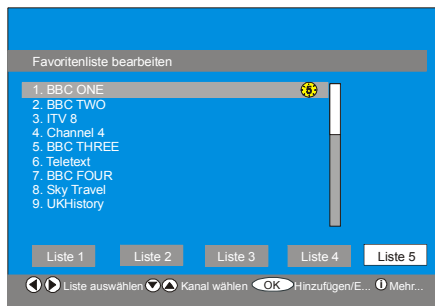 Favoritenliste bearbeiten
1. BBC ONE 5
2. BBC TWO
3. ITV 8
4. Channel 4
5. BBC THREE
6. Teletext
7. BBC FOUR
8. Sky Travel
9. UKHistory
Liste 1 Liste 2 Liste 3 Liste 4 Liste 5
Liste auswählen Kanal wählen OK Hinzufügen/E... i Mehr...